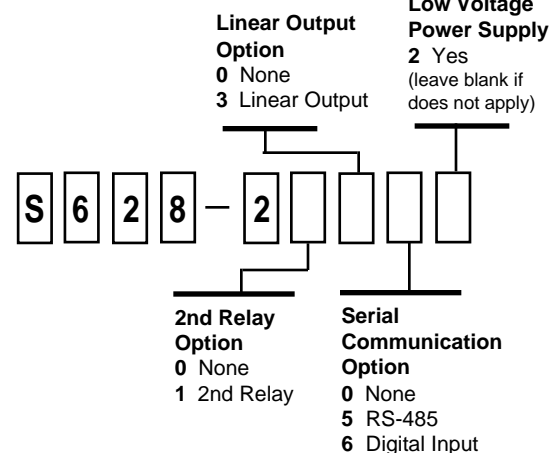 Linear Output
Option
0 None
3 Linear Output
Low Voltage
Power Supply
2 Yes
(leave blank if
does not apply)
S 6 2 8 – 2
2nd Relay
Option
0 None
1 2nd Relay
Serial
Communication
Option
0 None
5 RS-485
6 Digital Input